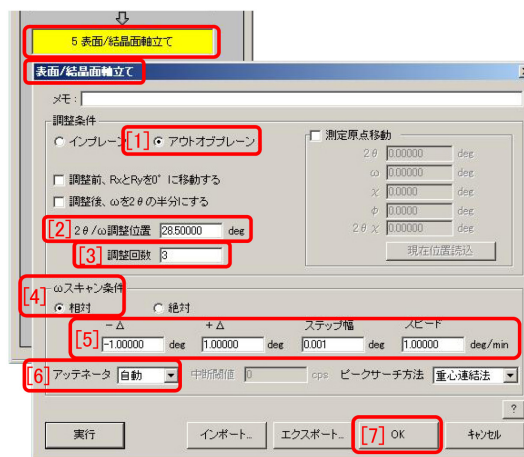 5 表面/結晶面軸立て
表面/結晶面軸立て
メモ:
調整条件
インプレーン [1] アウトオブプレーン
測定原点移動
2θ 0.00000 deg
ω 0.00000 deg
χ 0.00000 deg
φ 0.00000 deg
2θχ 0.00000 deg
現在位置読込
調整前、RxとRyを0°に移動する
調整後、ωを2θの半分にする
[2] 2θ/ω調整位置 28.50000 deg
[3] 調整回数 3
[4] ωスキャン条件
相対 絶対
-Δ +Δ ステップ幅 スピード
[5] -1.00000 deg 1.00000 deg 0.001 deg 1.00000 deg/min
[6] アッテネータ 自動 中断閾値 0 cps ピークサーチ方法 重心連結法
?
実行 インポート... エクスポート... [7] OK キャンセル